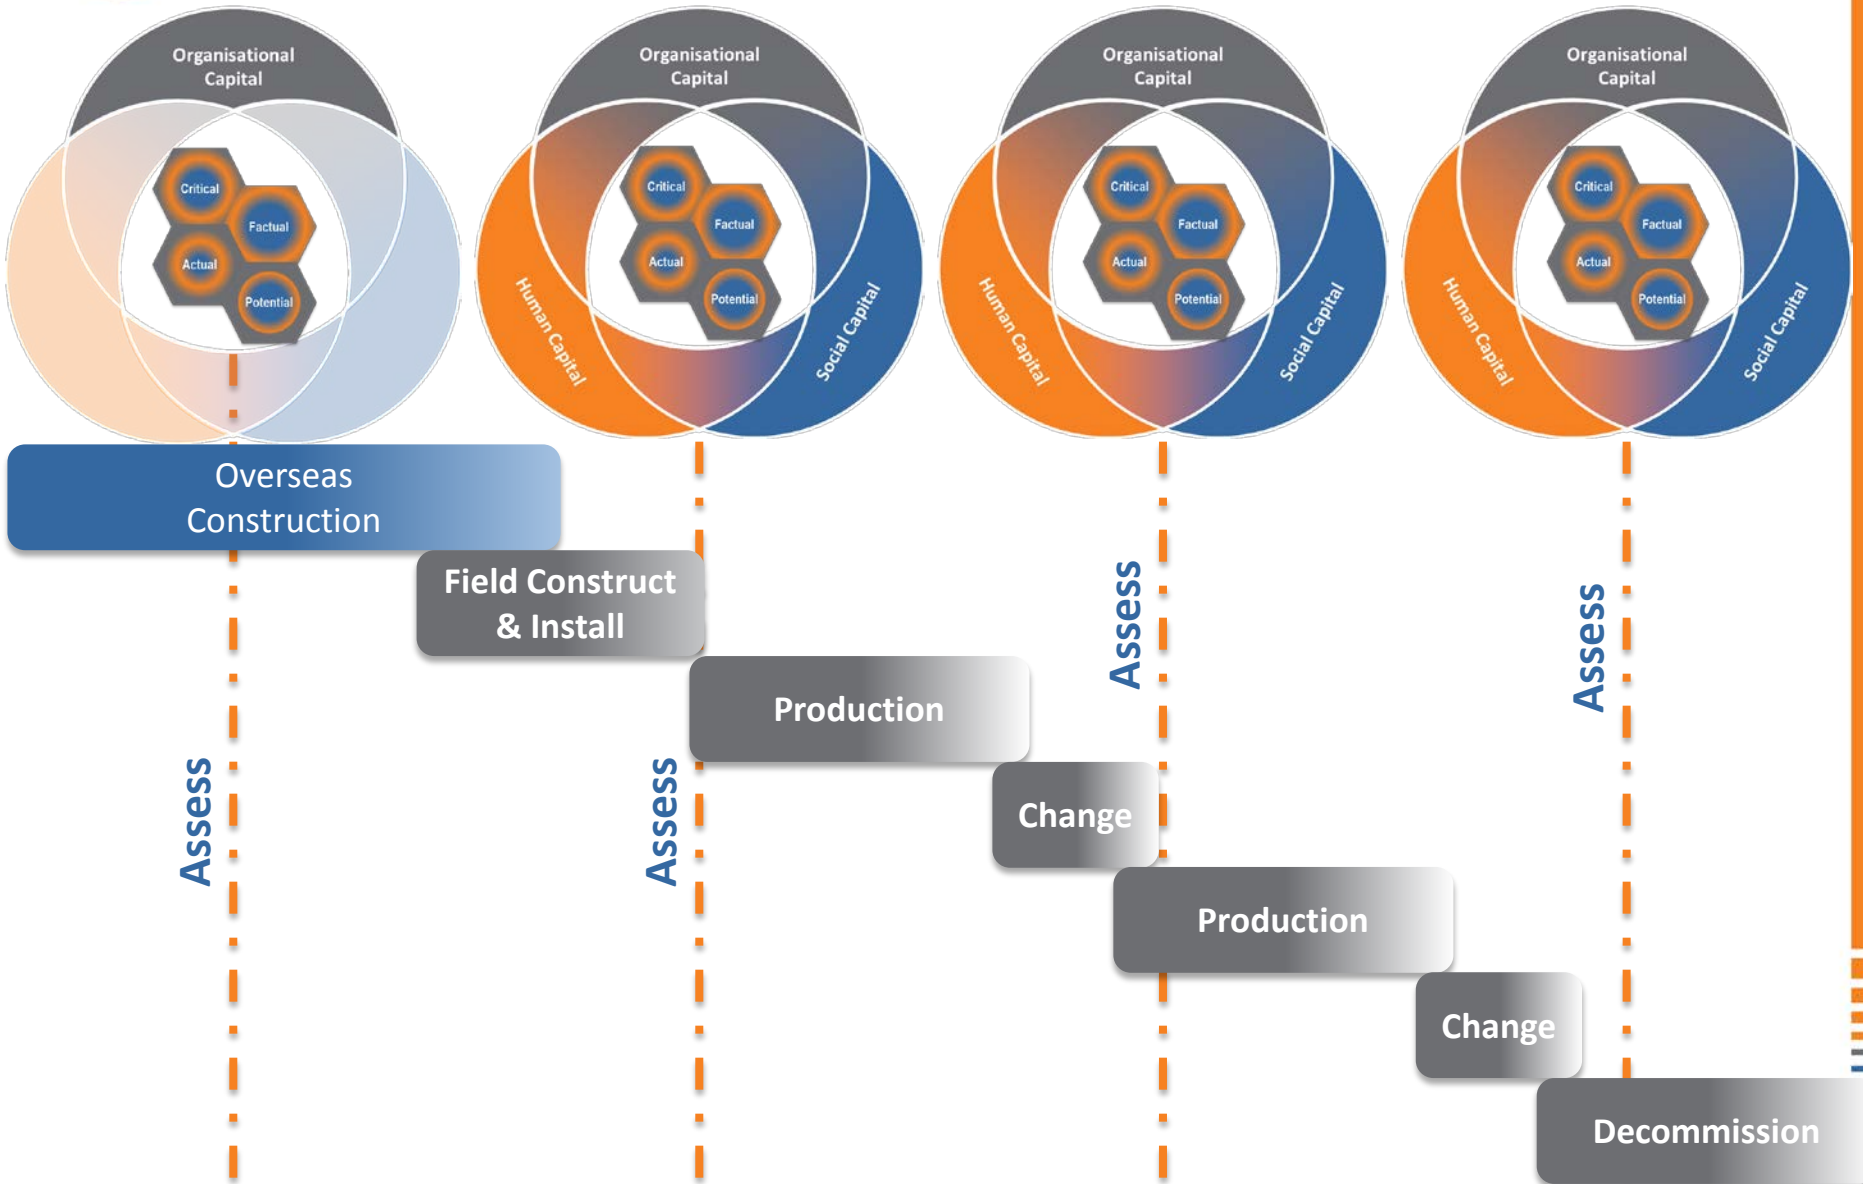 Organisational
Capital
Critical
Factual
Actual
Potential
Organisational
Capital
Critical
Factual
Actual
Potential
Human Capital
Social Capital
Organisational
Capital
Critical
Factual
Actual
Potential
Human Capital
Social Capital
Organisational
Capital
Critical
Factual
Actual
Potential
Human Capital
Social Capital
Overseas
Construction
Field Construct
& Install
Production
Change
Production
Change
Decommission
Assess
Assess
Assess
Assess